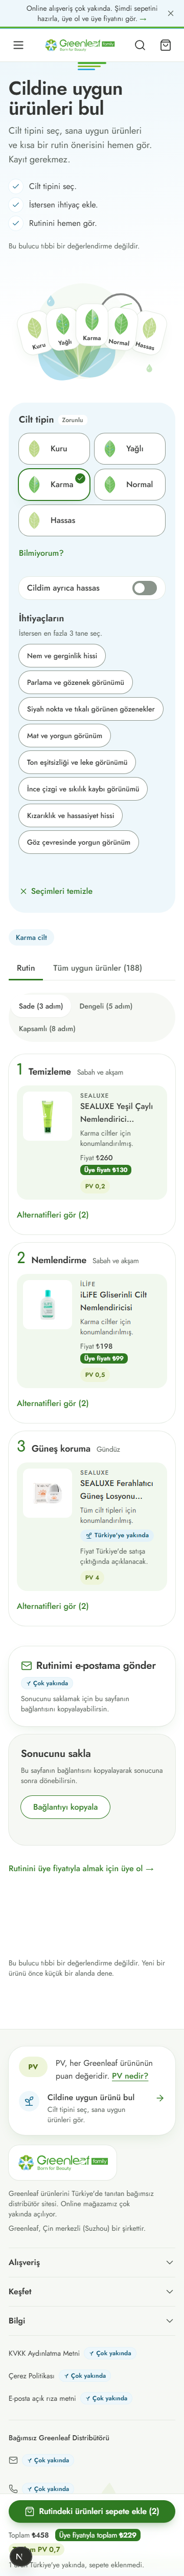 Online alışveriş çok yakında. Şimdi sepetini
hazırla, üye ol ve üye fiyatını gör. →
Greenleaf family
Born for Beauty
Cildine uygun
ürünleri bul
Cilt tipini seç, sana uygun ürünleri
ve kısa bir rutin önerisini hemen gör.
Kayıt gerekmez.
Cilt tipini seç.
İstersen ihtiyaç ekle.
Rutinini hemen gör.
Bu bulucu tıbbi bir değerlendirme değildir.
Kuru
Yağlı
Karma
Normal
Hassas
Cilt tipin Zorunlu
Kuru
Yağlı
Karma
Normal
Hassas
Bilmiyorum?
Cildim ayrıca hassas
İhtiyaçların
İstersen en fazla 3 tane seç.
Nem ve gerginlik hissi
Parlama ve gözenek görünümü
Siyah nokta ve tıkalı görünen gözenekler
Mat ve yorgun görünüm
Ton eşitsizliği ve leke görünümü
İnce çizgi ve sıkılık kaybı görünümü
Kızarıklık ve hassasiyet hissi
Göz çevresinde yorgun görünüm
Seçimleri temizle
Karma cilt
Rutin
Tüm uygun ürünler (188)
Sade (3 adım)
Dengeli (5 adım)
Kapsamlı (8 adım)
1 Temizleme Sabah ve akşam
SEALUXE
SEALUXE Yeşil Çaylı
Nemlendirici...
Karma ciltler için
konumlandırılmış.
Fiyat ₺260
Üye fiyatı ₺130
PV 0,2
Alternatifleri gör (2)
2 Nemlendirme Sabah ve akşam
İLİFE
iLiFE Gliserinli Cilt
Nemlendiricisi
Karma ciltler için
konumlandırılmış.
Fiyat ₺198
Üye fiyatı ₺99
PV 0,5
Alternatifleri gör (2)
3 Güneş koruma Gündüz
SEALUXE
SEALUXE Ferahlatıcı
Güneş Losyonu...
Tüm cilt tipleri için
konumlandırılmış.
Türkiye'ye yakında
Fiyat Türkiye'de satışa
çıktığında açıklanacak.
PV 4
Alternatifleri gör (2)
Rutinimi e-postama gönder
Çok yakında
Sonucunu saklamak için bu sayfanın
bağlantısını kopyalayabilirsin.
Sonucunu sakla
Bu sayfanın bağlantısını kopyalayarak sonucuna
sonra dönebilirsin.
Bağlantıyı kopyala
Rutinini üye fiyatıyla almak için üye ol →
Bu bulucu tıbbi bir değerlendirme değildir. Yeni bir
ürünü önce küçük bir alanda dene.
PV
PV, her Greenleaf ürününün
puan değeridir. PV nedir?
Cildine uygun ürünü bul
Cilt tipini seç, sana uygun
ürünleri gör.
Greenleaf family
Born for Beauty
Greenleaf ürünlerini Türkiye'de tanıtan bağımsız
distribütör sitesi. Online mağazamız çok
yakında açılıyor.
Greenleaf, Çin merkezli (Suzhou) bir şirkettir.
Alışveriş
Keşfet
Bilgi
KVKK Aydınlatma Metni Çok yakında
Çerez Politikası Çok yakında
E-posta açık rıza metni Çok yakında
Bağımsız Greenleaf Distribütörü
Çok yakında
Çok yakında
Rutindeki ürünleri sepete ekle (2)
Toplam ₺458 Üye fiyatıyla toplam ₺229
PV 0,7
Türkiye'ye yakında, sepete eklenmedi.